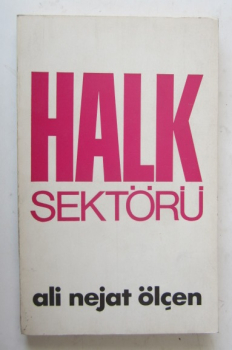 HALK
SEKTÖRÜ
ali nejat ölçen